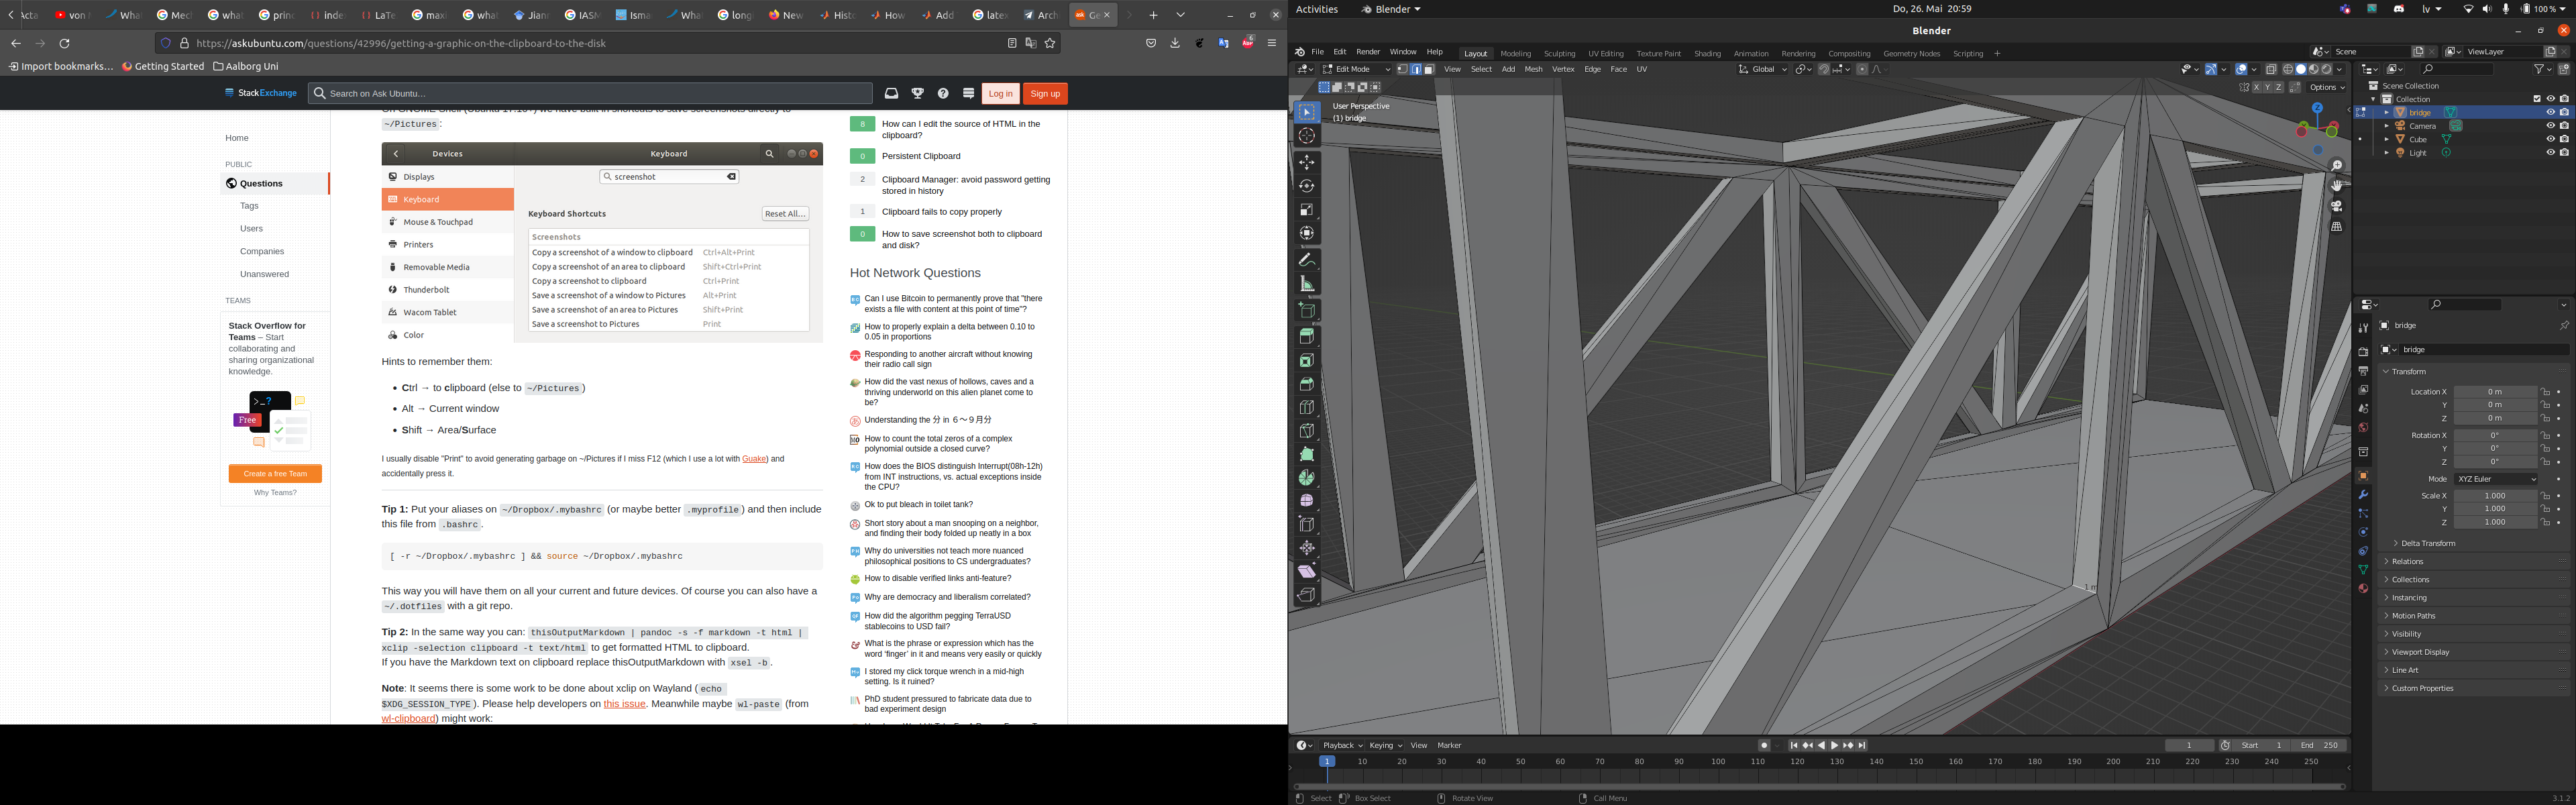 Acta
von
What
Mecl
what
princ
inde
LaTe
maxi
what
Jian
IASM
Isma
What
long
New
Histo
How
Add
latex
Arch
Ge
https://askubuntu.com/questions/42996/getting-a-graphic-on-the-clipboard-to-the-disk
Import bookmarks…
Getting Started
Aalborg Uni
StackExchange
Search on Ask Ubuntu…
Log in
Sign up
Home
PUBLIC
Questions
Tags
Users
Companies
Unanswered
TEAMS
Stack Overflow for
Teams – Start
collaborating and
sharing organizational
knowledge.
>_?
Free
Create a free Team
Why Teams?
~/Pictures :
Devices
Keyboard
Displays
Keyboard
Mouse & Touchpad
Printers
Removable Media
Thunderbolt
Wacom Tablet
Color
screenshot
Keyboard Shortcuts
Reset All…
Screenshots
Copy a screenshot of a window to clipboard Ctrl+Alt+Print
Copy a screenshot of an area to clipboard Shift+Ctrl+Print
Copy a screenshot to clipboard Ctrl+Print
Save a screenshot of a window to Pictures Alt+Print
Save a screenshot of an area to Pictures Shift+Print
Save a screenshot to Pictures Print
Hints to remember them:
• Ctrl → to clipboard (else to ~/Pictures )
• Alt → Current window
• Shift → Area/Surface
I usually disable "Print" to avoid generating garbage on ~/Pictures if I miss F12 (which I use a lot with Guake) and
accidentally press it.
Tip 1: Put your aliases on ~/Dropbox/.mybashrc (or maybe better .myprofile ) and then include
this file from .bashrc .
[ -r ~/Dropbox/.mybashrc ] && source ~/Dropbox/.mybashrc
This way you will have them on all your current and future devices. Of course you can also have a
~/.dotfiles with a git repo.
Tip 2: In the same way you can: thisOutputMarkdown | pandoc -s -f markdown -t html |
xclip -selection clipboard -t text/html to get formatted HTML to clipboard.
If you have the Markdown text on clipboard replace thisOutputMarkdown with xsel -b .
Note: It seems there is some work to be done about xclip on Wayland ( echo
$XDG_SESSION_TYPE ). Please help developers on this issue. Meanwhile maybe wl-paste (from
wl-clipboard) might work:
8 How can I edit the source of HTML in the
clipboard?
0 Persistent Clipboard
2 Clipboard Manager: avoid password getting
stored in history
1 Clipboard fails to copy properly
0 How to save screenshot both to clipboard
and disk?
Hot Network Questions
Can I use Bitcoin to permanently prove that "there
exists a file with content at this point of time"?
How to properly explain a delta between 0.10 to
0.05 in proportions
Responding to another aircraft without knowing
their radio call sign
How did the vast nexus of hollows, caves and a
thriving underworld on this alien planet come to
be?
Understanding the 分 in ６〜９月分
How to count the total zeros of a complex
polynomial outside a closed curve?
How does the BIOS distinguish Interrupt(08h-12h)
from INT instructions, vs. actual exceptions inside
the CPU?
Ok to put bleach in toilet tank?
Short story about a man snooping on a neighbor,
and finding their body folded up neatly in a box
Why do universities not teach more nuanced
philosophical positions to CS undergraduates?
How to disable verified links anti-feature?
Why are democracy and liberalism correlated?
How did the algorithm pegging TerraUSD
stablecoins to USD fail?
What is the phrase or expression which has the
word 'finger' in it and means very easily or quickly
I stored my click torque wrench in a mid-high
setting. Is it ruined?
PhD student pressured to fabricate data due to
bad experiment design
Activities
Blender
Do, 26. Mai 20:59
lv
100 %
Blender
File Edit Render Window Help
Layout Modeling Sculpting UV Editing Texture Paint Shading Animation Rendering Compositing Geometry Nodes Scripting +
Scene
ViewLayer
Edit Mode
View Select Add Mesh Vertex Edge Face UV
Global
X Y Z
Options
User Perspective
(1) bridge
Z
1 m
Scene Collection
Collection
bridge
Camera
Cube
Light
bridge
bridge
Transform
Location X 0 m
Y 0 m
Z 0 m
Rotation X 0°
Y 0°
Z 0°
Mode XYZ Euler
Scale X 1.000
Y 1.000
Z 1.000
Delta Transform
Relations
Collections
Instancing
Motion Paths
Visibility
Viewport Display
Line Art
Custom Properties
Playback Keying View Marker
1
Start 1
End 250
1 10 20 30 40 50 60 70 80 90 100 110 120 130 140 150 160 170 180 190 200 210 220 230 240 250
Select
Box Select
Rotate View
Call Menu
3.1.2